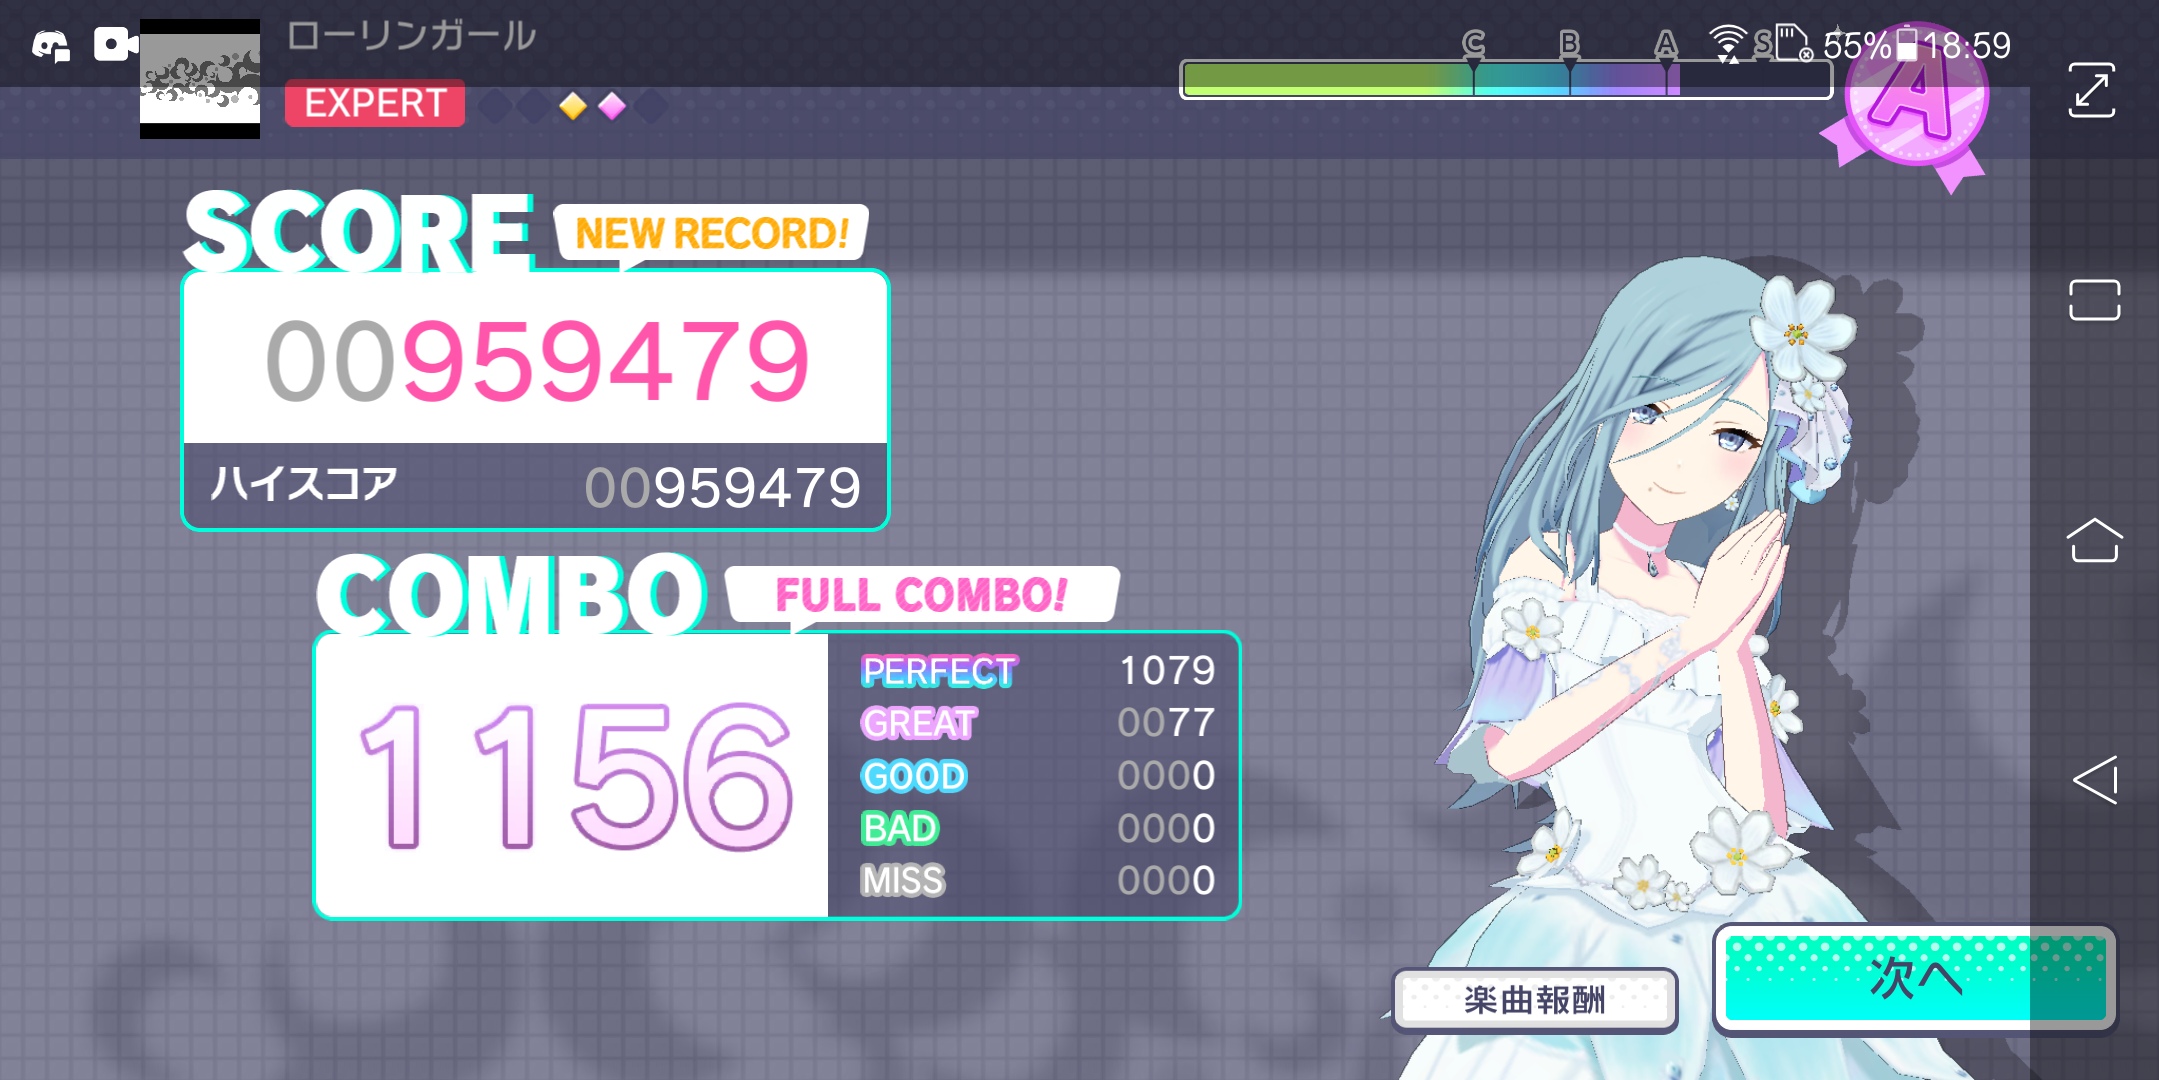 ローリンガール
EXPERT
C B A S
55% 18:59
A
SCORE NEW RECORD!
00959479
ハイスコア 00959479
COMBO FULL COMBO!
1156
PERFECT 1079
GREAT 0077
GOOD 0000
BAD 0000
MISS 0000
楽曲報酬
次へ